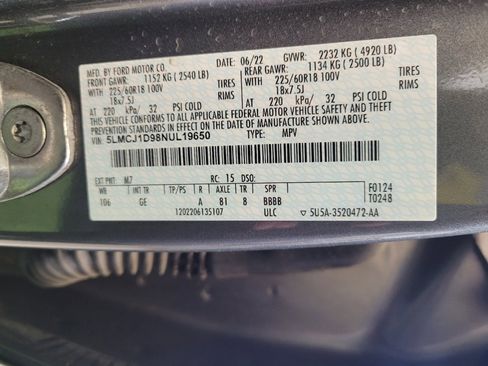 MFD. BY FORD MOTOR CO. 06/22 GVWR: 2232 KG ( 4920 LB)
FRONT GAWR: 1152 KG ( 2540 LB) REAR GAWR: 1134 KG ( 2500 LB)
WITH 225/60R18 100V TIRES WITH 225/60R18 100V TIRES
18x7.5J RIMS 18x7.5J RIMS
AT 220 kPa/ 32 PSI COLD AT 220 kPa/ 32 PSI COLD
THIS VEHICLE CONFORMS TO ALL APPLICABLE FEDERAL MOTOR VEHICLE SAFETY AND THEFT
PREVENTION STANDARDS IN EFFECT ON THE DATE OF MANUFACTURE SHOWN ABOVE.
VIN: 5LMCJ1D98NUL19650 TYPE: MPV
EXT PNT: M7 RC: 15 DSO:
WB INT TR TP/PS R AXLE TR SPR F0124
106 GE A 81 8 BBBB T0248
1202206135107 ULC 5U5A-3520472-AA